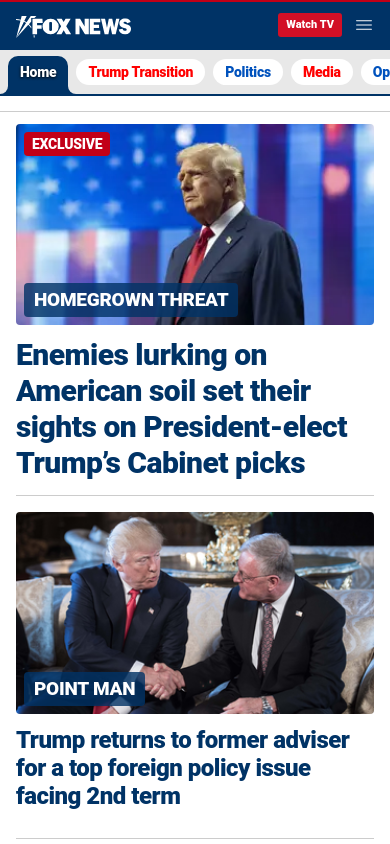 FOX NEWS
Watch TV
Home
Trump Transition
Politics
Media
Op
EXCLUSIVE
HOMEGROWN THREAT
Enemies lurking on
American soil set their
sights on President-elect
Trump’s Cabinet picks
POINT MAN
Trump returns to former adviser
for a top foreign policy issue
facing 2nd term